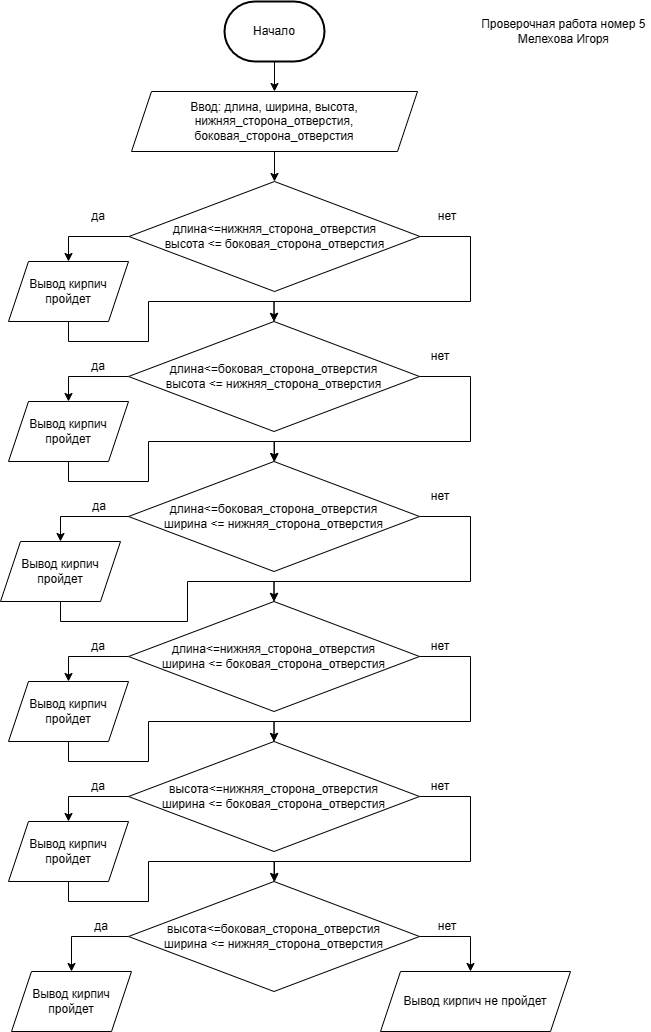 Начало
Проверочная работа номер 5
Мелехова Игоря
Ввод: длина, ширина, высота,
нижняя_сторона_отверстия,
боковая_сторона_отверстия
да
нет
длина<=нижняя_сторона_отверстия
высота <= боковая_сторона_отверстия
Вывод кирпич
пройдет
да
нет
длина<=боковая_сторона_отверстия
высота <= нижняя_сторона_отверстия
Вывод кирпич
пройдет
да
нет
длина<=боковая_сторона_отверстия
ширина <= нижняя_сторона_отверстия
Вывод кирпич
пройдет
да
нет
длина<=нижняя_сторона_отверстия
ширина <= боковая_сторона_отверстия
Вывод кирпич
пройдет
да
нет
высота<=нижняя_сторона_отверстия
ширина <= боковая_сторона_отверстия
Вывод кирпич
пройдет
да
нет
высота<=боковая_сторона_отверстия
ширина <= нижняя_сторона_отверстия
Вывод кирпич
пройдет
Вывод кирпич не пройдет